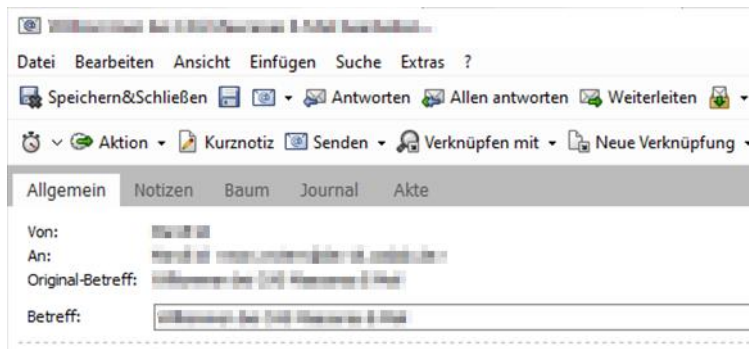 Datei Bearbeiten Ansicht Einfügen Suche Extras ?
Speichern&Schließen Antworten Allen antworten Weiterleiten
Aktion Kurznotiz Senden Verknüpfen mit Neue Verknüpfung
Allgemein Notizen Baum Journal Akte
Von:
An:
Original-Betreff:
Betreff: